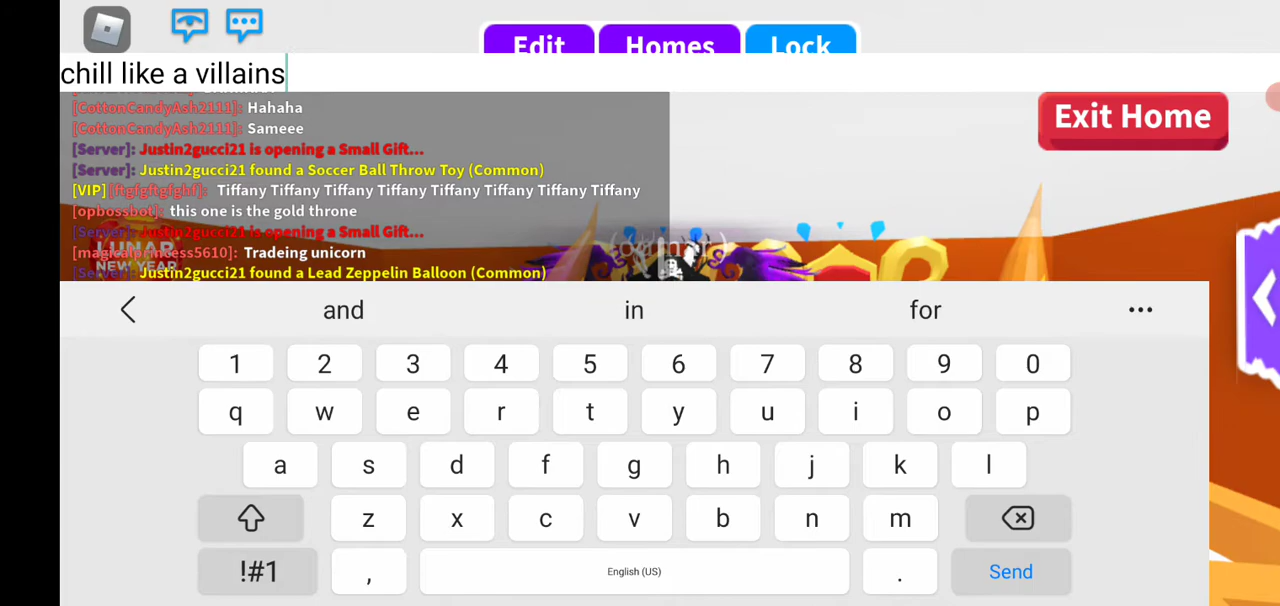 Edit Homes Lock
chill like a villains
[CottonCandyAsh2111]: Hahaha
[CottonCandyAsh2111]: Sameee
Exit Home
[Server]: Justin2gucci21 is opening a Small Gift...
[Server]: Justin2gucci21 found a Soccer Ball Throw Toy (Common)
[VIP] Tiffany Tiffany Tiffany Tiffany Tiffany Tiffany Tiffany Tiffany
[opbossbot]: this one is the gold throne
[Server]: Justin2gucci21 is opening a Small Gift...
LUNAR
[magicalprincess5610]: Tradeing unicorn
NEW YEAR
[Server]: Justin2gucci21 found a Lead Zeppelin Balloon (Common)
and in for
1 2 3 4 5 6 7 8 9 0
q w e r t y u i o p
a s d f g h j k l
z x c v b n m
!#1 , English (US) . Send